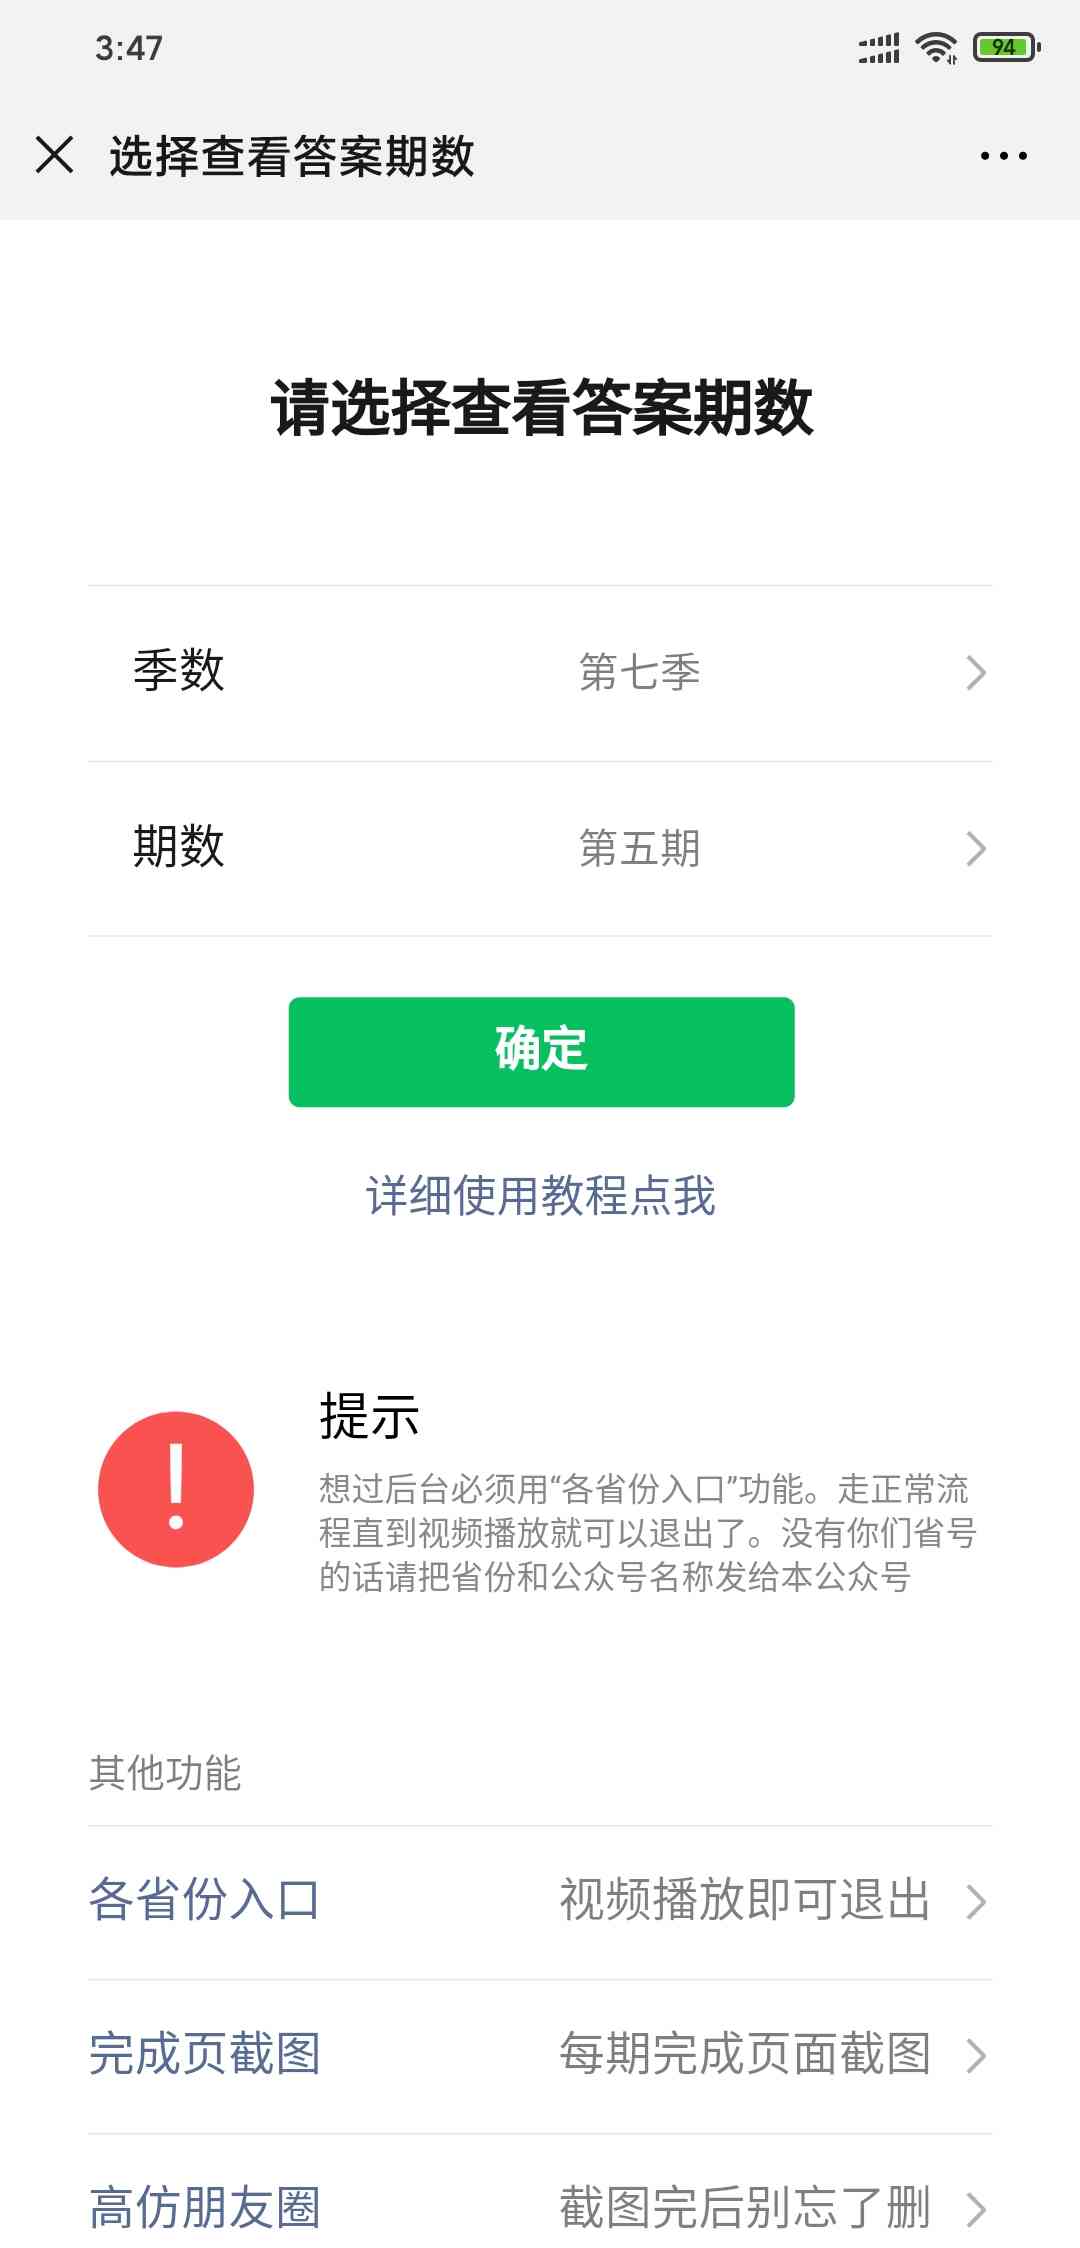 3:47
94
选择查看答案期数
请选择查看答案期数
季数 第七季
期数 第五期
确定
详细使用教程点我
提示
想过后台必须用“各省份入口”功能。走正常流
程直到视频播放就可以退出了。没有你们省号
的话请把省份和公众号名称发给本公众号
其他功能
各省份入口 视频播放即可退出
完成页截图 每期完成页面截图
高仿朋友圈 截图完后别忘了删